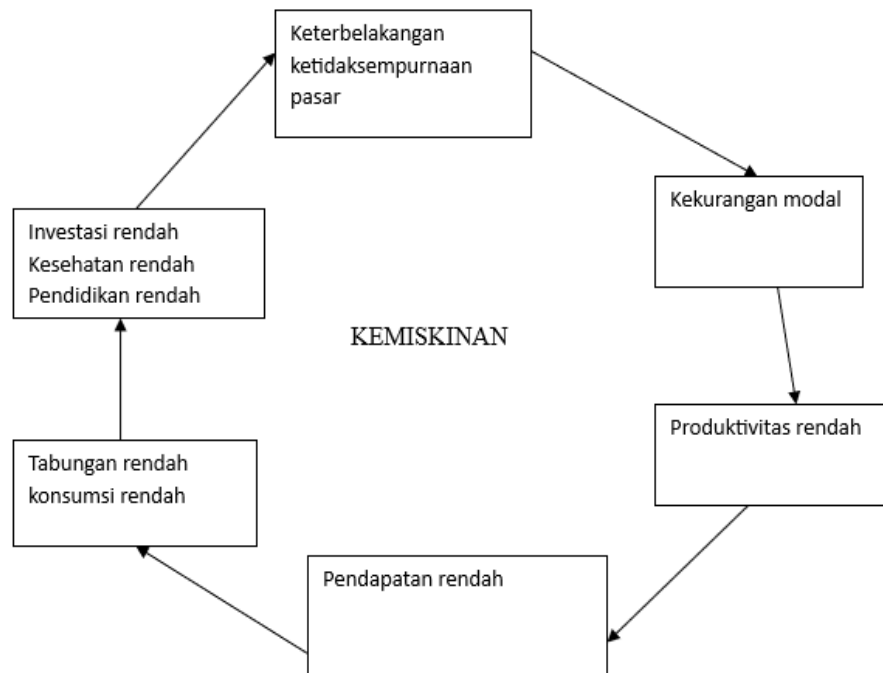 Keterbelakangan
ketidaksempurnaan
pasar
Kekurangan modal
Produktivitas rendah
Pendapatan rendah
Tabungan rendah
konsumsi rendah
Investasi rendah
Kesehatan rendah
Pendidikan rendah
KEMISKINAN